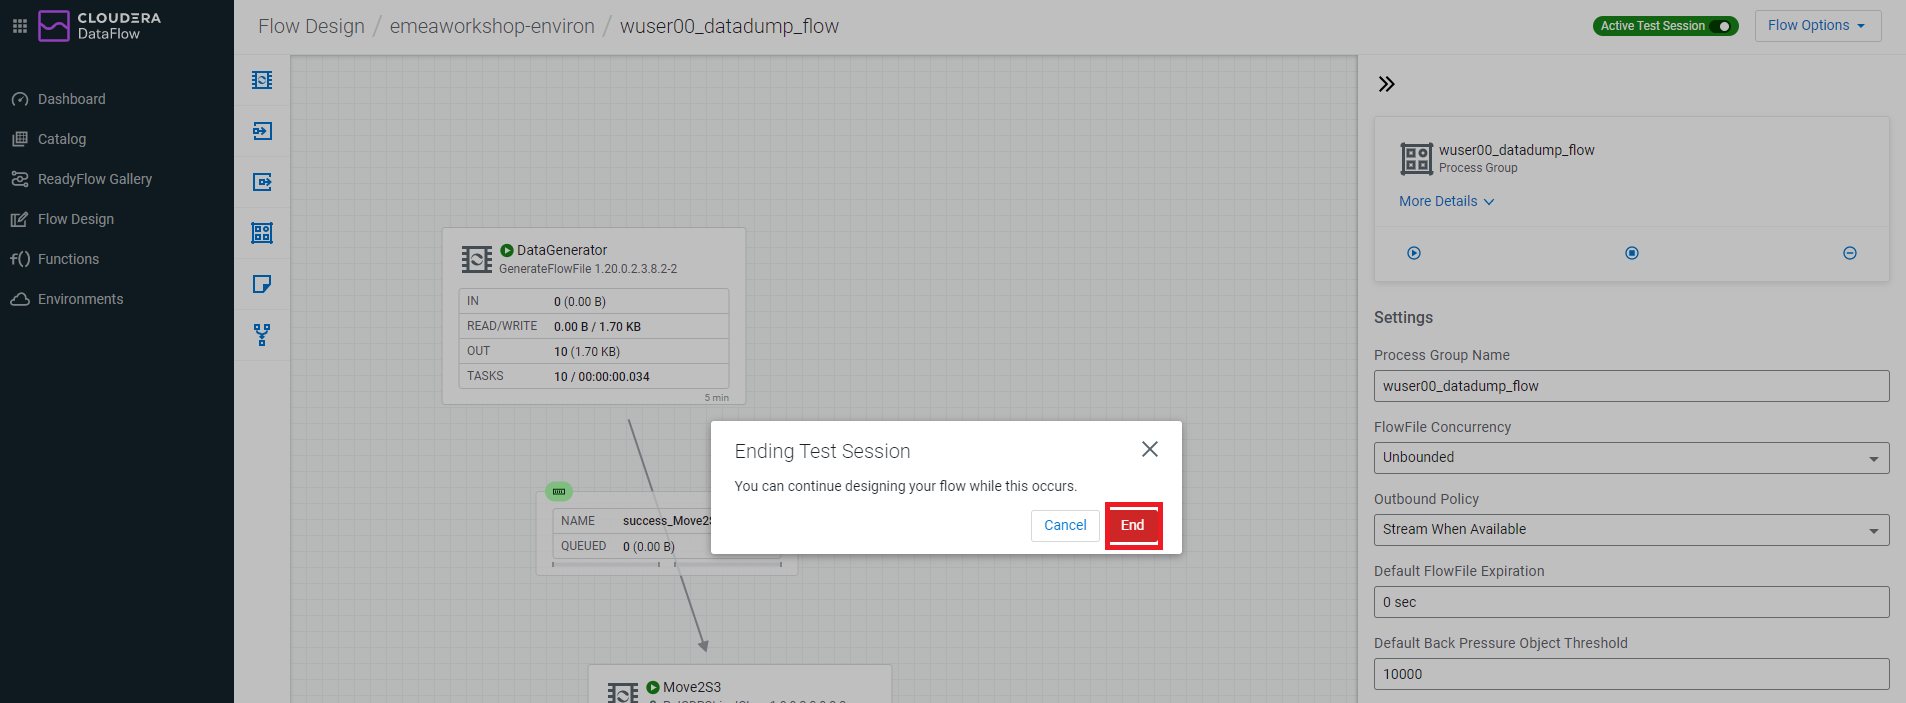 CLOUDERA
DataFlow
Flow Design / emeaworkshop-environ / wuser00_datadump_flow
Active Test Session
Flow Options
Dashboard
Catalog
ReadyFlow Gallery
Flow Design
f() Functions
Environments
DataGenerator
GenerateFlowFile 1.20.0.2.3.8.2-2
IN 0 (0.00 B)
READ/WRITE 0.00 B / 1.70 KB
OUT 10 (1.70 KB)
TASKS 10 / 00:00:00.034
5 min
NAME success_Move2S
QUEUED 0 (0.00 B)
Move2S3
Ending Test Session
You can continue designing your flow while this occurs.
Cancel
End
wuser00_datadump_flow
Process Group
More Details
Settings
Process Group Name
wuser00_datadump_flow
FlowFile Concurrency
Unbounded
Outbound Policy
Stream When Available
Default FlowFile Expiration
0 sec
Default Back Pressure Object Threshold
10000